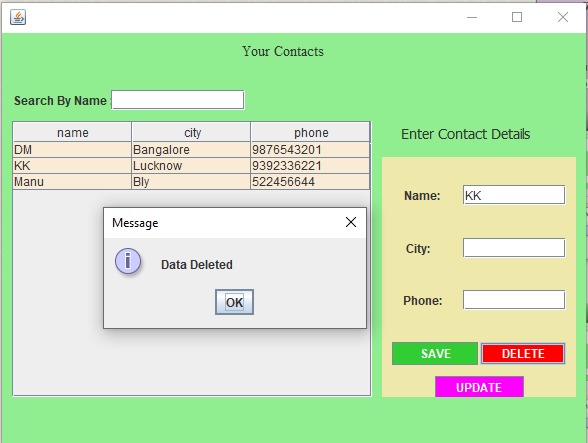 Your Contacts
Search By Name :
name city phone
DM Bangalore 9876543201
KK Lucknow 9392336221
Manu Bly 522456644
Message
Data Deleted
OK
Enter Contact Details
Name: KK
City:
Phone:
SAVE DELETE
UPDATE